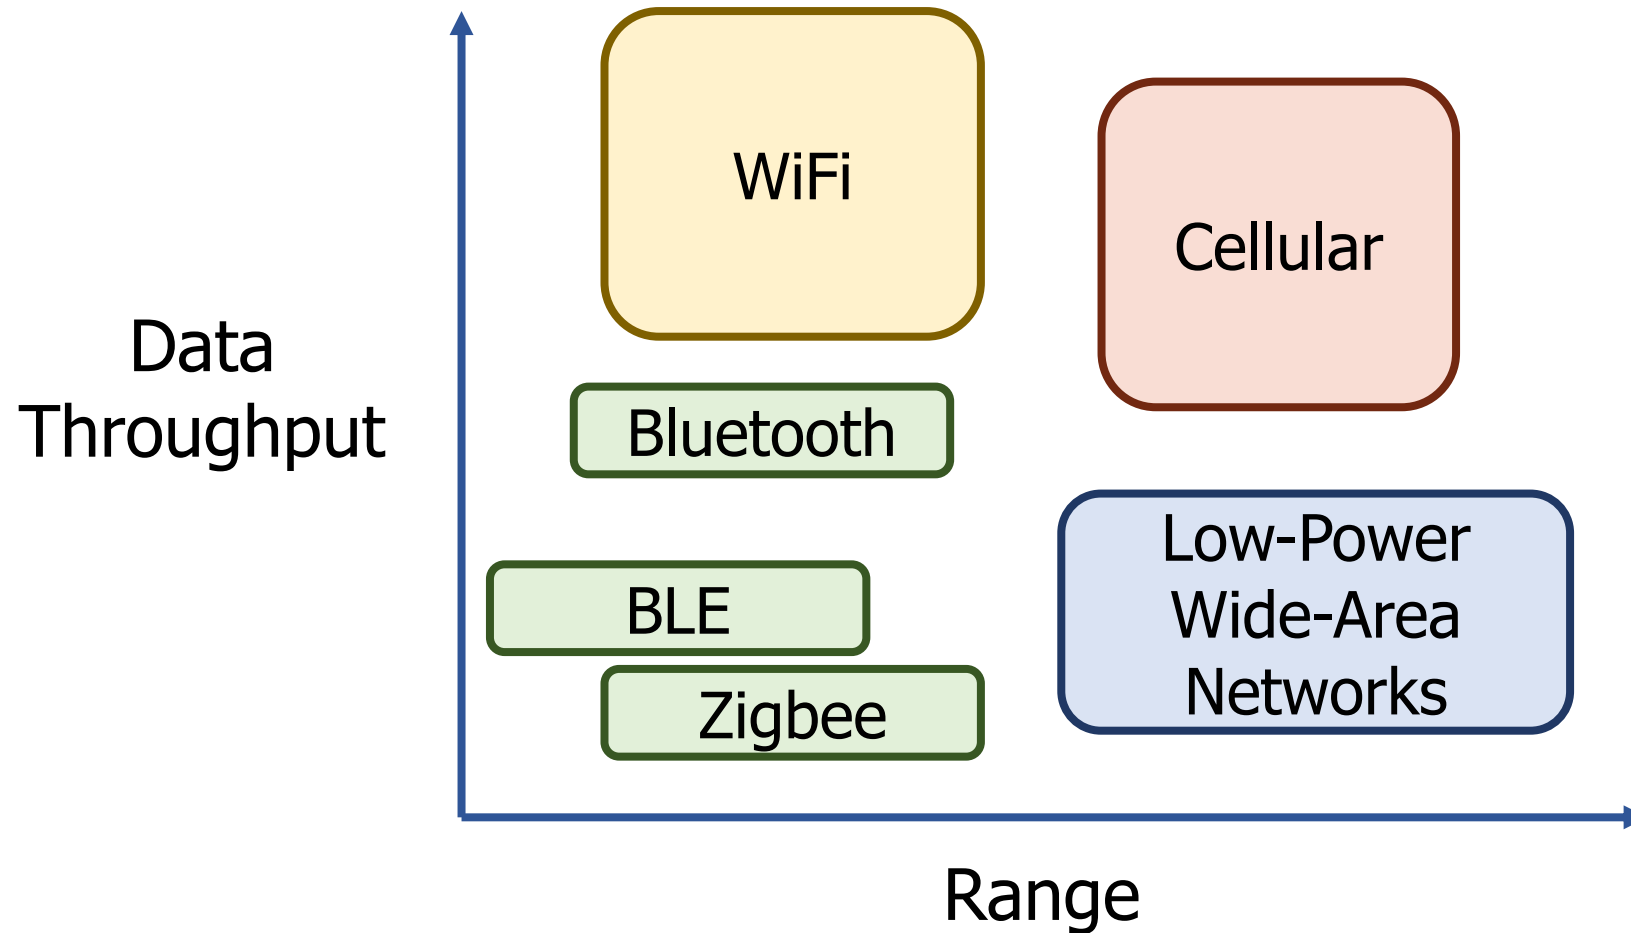 WiFi
Cellular
Data
Throughput
Bluetooth
Low-Power
Wide-Area
Networks
BLE
Zigbee
Range